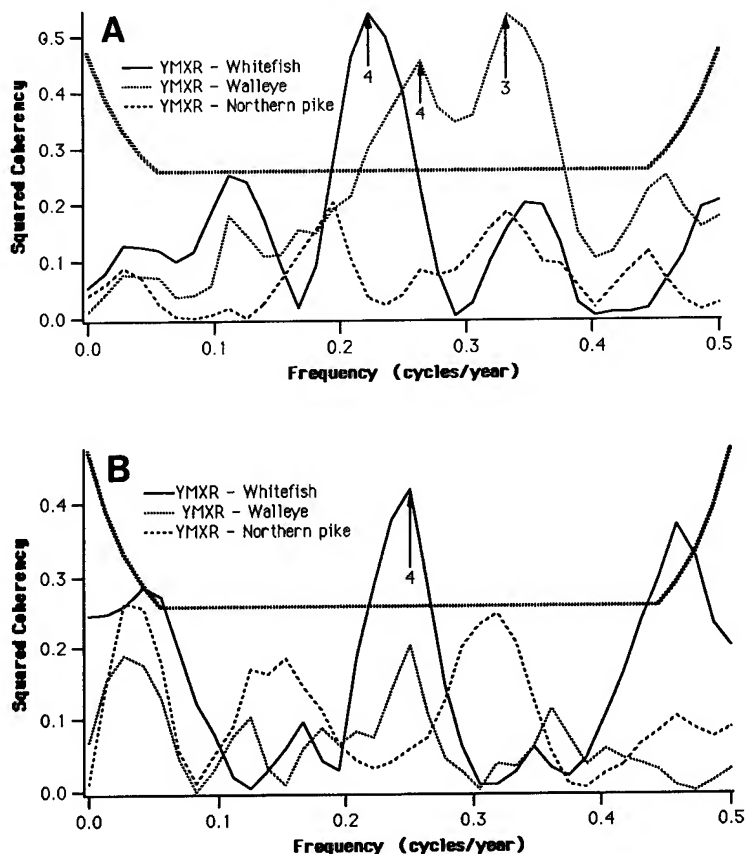 A
0.5
0.4
0.3
0.2
0.1
0.0
Squared Coherency
YMXR - Whitefish
YMXR - Walleye
YMXR - Northern pike
4
4
3
0.0
0.1
0.2
0.3
0.4
0.5
Frequency (cycles/year)
B
0.4
0.3
0.2
0.1
0.0
Squared Coherency
YMXR - Whitefish
YMXR - Walleye
YMXR - Northern pike
4
0.0
0.1
0.2
0.3
0.4
0.5
Frequency (cycles/year)